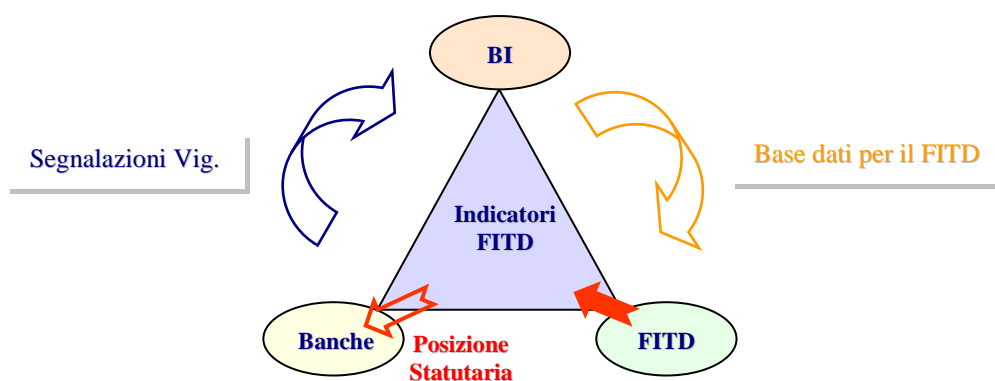 BI
Segnalazioni Vig.
Base dati per il FITD
Indicatori
FITD
Banche
Posizione
Statutaria
FITD